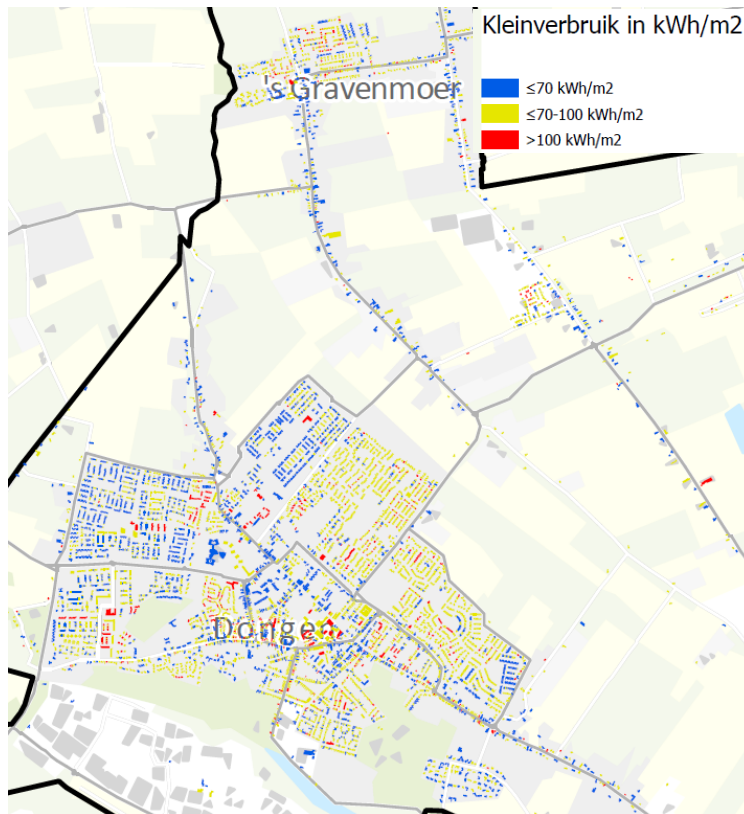 Kleinverbruik in kWh/m2
≤70 kWh/m2
≤70-100 kWh/m2
>100 kWh/m2
's Gravenmoer
Dongen